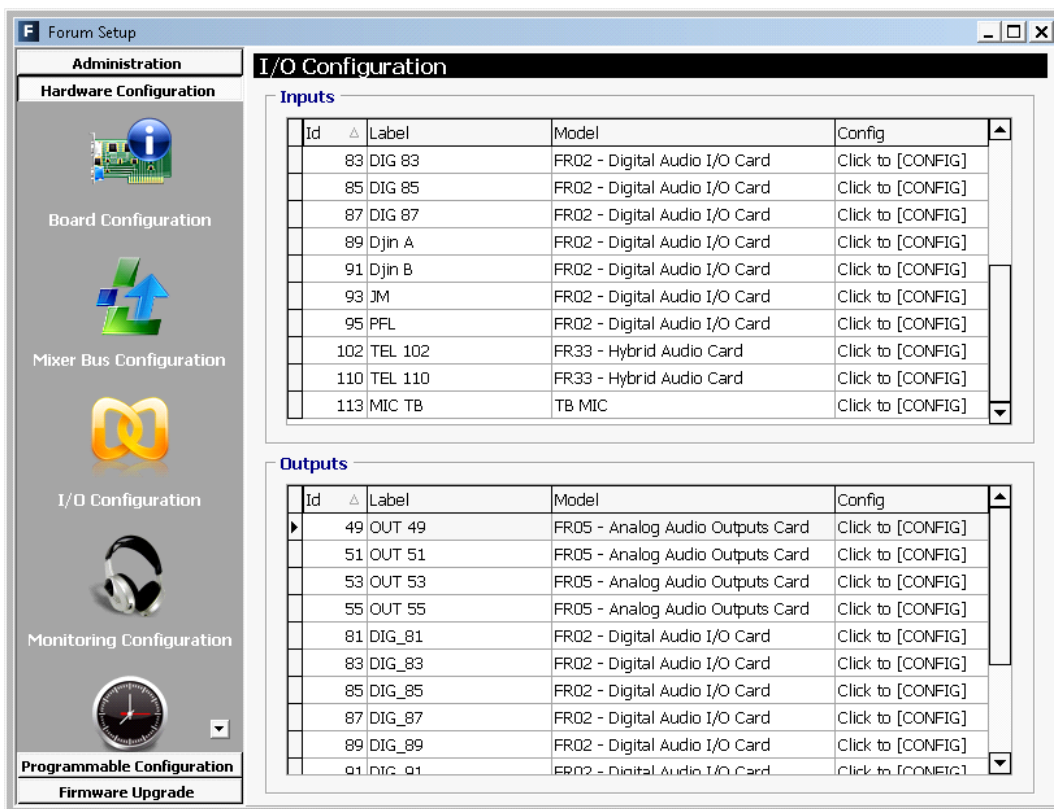 F Forum Setup
Administration
Hardware Configuration
Board Configuration
Mixer Bus Configuration
I/O Configuration
Monitoring Configuration
Programmable Configuration
Firmware Upgrade
I/O Configuration
Inputs
Id Label Model Config
83 DIG 83 FR02 - Digital Audio I/O Card Click to [CONFIG]
85 DIG 85 FR02 - Digital Audio I/O Card Click to [CONFIG]
87 DIG 87 FR02 - Digital Audio I/O Card Click to [CONFIG]
89 Djin A FR02 - Digital Audio I/O Card Click to [CONFIG]
91 Djin B FR02 - Digital Audio I/O Card Click to [CONFIG]
93 JM FR02 - Digital Audio I/O Card Click to [CONFIG]
95 PFL FR02 - Digital Audio I/O Card Click to [CONFIG]
102 TEL 102 FR33 - Hybrid Audio Card Click to [CONFIG]
110 TEL 110 FR33 - Hybrid Audio Card Click to [CONFIG]
113 MIC TB TB MIC Click to [CONFIG]
Outputs
Id Label Model Config
49 OUT 49 FR05 - Analog Audio Outputs Card Click to [CONFIG]
51 OUT 51 FR05 - Analog Audio Outputs Card Click to [CONFIG]
53 OUT 53 FR05 - Analog Audio Outputs Card Click to [CONFIG]
55 OUT 55 FR05 - Analog Audio Outputs Card Click to [CONFIG]
81 DIG_81 FR02 - Digital Audio I/O Card Click to [CONFIG]
83 DIG_83 FR02 - Digital Audio I/O Card Click to [CONFIG]
85 DIG_85 FR02 - Digital Audio I/O Card Click to [CONFIG]
87 DIG_87 FR02 - Digital Audio I/O Card Click to [CONFIG]
89 DIG_89 FR02 - Digital Audio I/O Card Click to [CONFIG]
91 DIG_91 FR02 - Digital Audio I/O Card Click to [CONFIG]